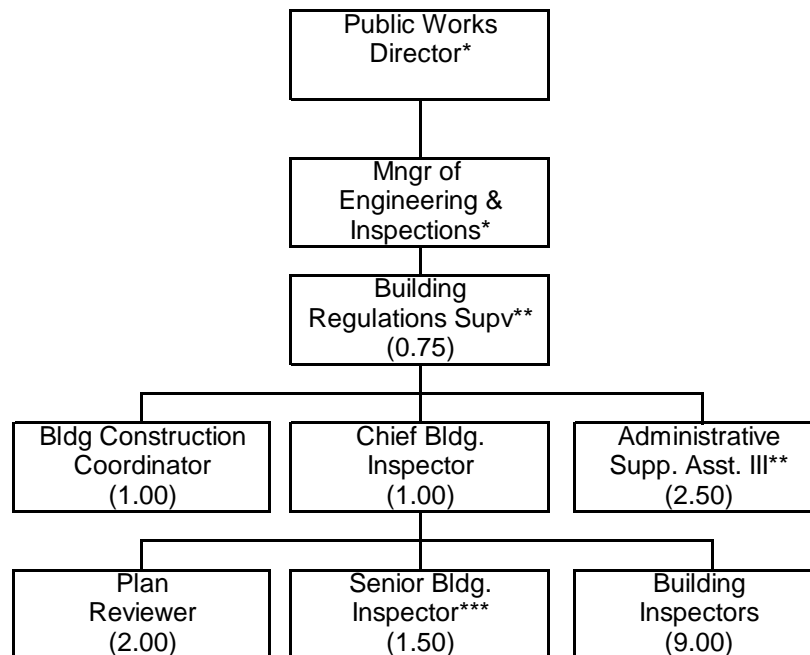 Public Works
Director*
Mngr of
Engineering &
Inspections*
Building
Regulations Supv**
(0.75)
Bldg Construction
Coordinator
(1.00)
Chief Bldg.
Inspector
(1.00)
Administrative
Supp. Asst. III**
(2.50)
Plan
Reviewer
(2.00)
Senior Bldg.
Inspector***
(1.50)
Building
Inspectors
(9.00)